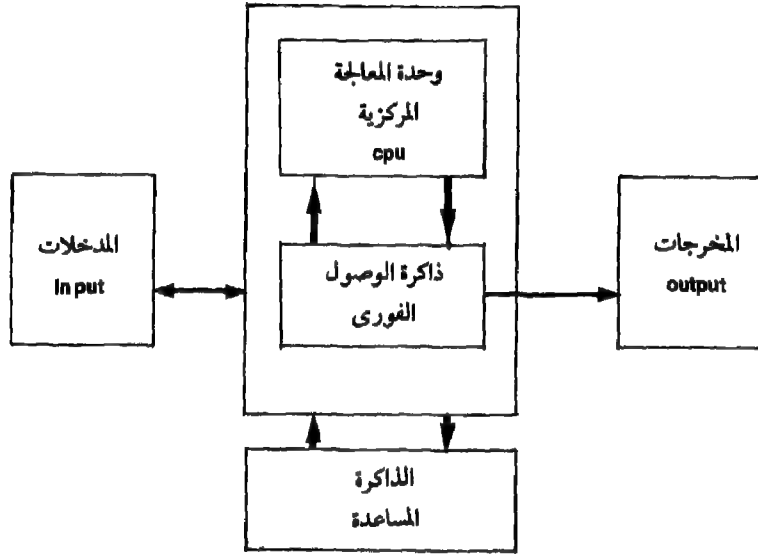 وحدة المعالجة
المركزية
cpu
المخرجات
output
ذاكرة الوصول
الفورى
المدخلات
In put
الذاكرة
المساعدة